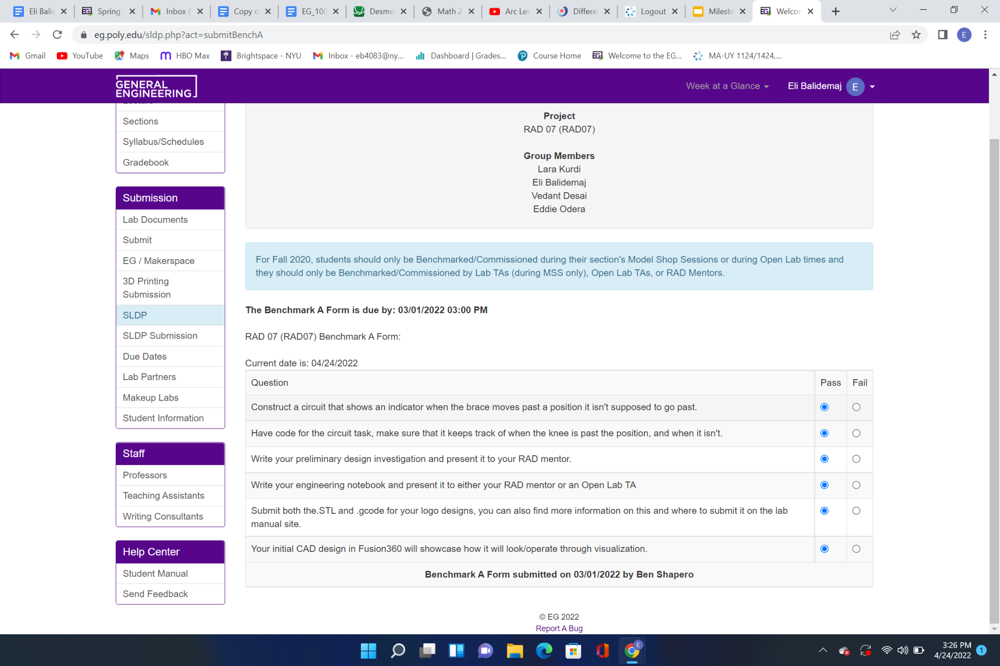 Eli Balid
Spring
Inbox (
Copy o
EG_100
Desmo
Math 2
Arc Len
Differe
Logout
Milesto
Welcom
eg.poly.edu/sldp.php?act=submitBenchA
E
Gmail
YouTube
Maps
HBO Max
Brightspace - NYU
Inbox - eb4083@ny...
Dashboard | Grades...
Course Home
Welcome to the EG...
MA-UY 1124/1424,...
GENERAL
ENGINEERING
Week at a Glance
Eli Balidemaj
E
Lecture
Sections
Syllabus/Schedules
Gradebook
Submission
Lab Documents
Submit
EG / Makerspace
3D Printing
Submission
SLDP
SLDP Submission
Due Dates
Lab Partners
Makeup Labs
Student Information
Staff
Professors
Teaching Assistants
Writing Consultants
Help Center
Student Manual
Send Feedback
Project
RAD 07 (RAD07)
Group Members
Lara Kurdi
Eli Balidemaj
Vedant Desai
Eddie Odera
For Fall 2020, students should only be Benchmarked/Commissioned during their section's Model Shop Sessions or during Open Lab times and
they should only be Benchmarked/Commissioned by Lab TAs (during MSS only), Open Lab TAs, or RAD Mentors.
The Benchmark A Form is due by: 03/01/2022 03:00 PM
RAD 07 (RAD07) Benchmark A Form:
Current date is: 04/24/2022
Question Pass Fail
Construct a circuit that shows an indicator when the brace moves past a position it isn't supposed to go past.
Have code for the circuit task, make sure that it keeps track of when the knee is past the position, and when it isn't.
Write your preliminary design investigation and present it to your RAD mentor.
Write your engineering notebook and present it to either your RAD mentor or an Open Lab TA
Submit both the.STL and .gcode for your logo designs, you can also find more information on this and where to submit it on the lab
manual site.
Your initial CAD design in Fusion360 will showcase how it will look/operate through visualization.
Benchmark A Form submitted on 03/01/2022 by Ben Shapero
© EG 2022
Report A Bug
E
3:26 PM
4/24/2022
1